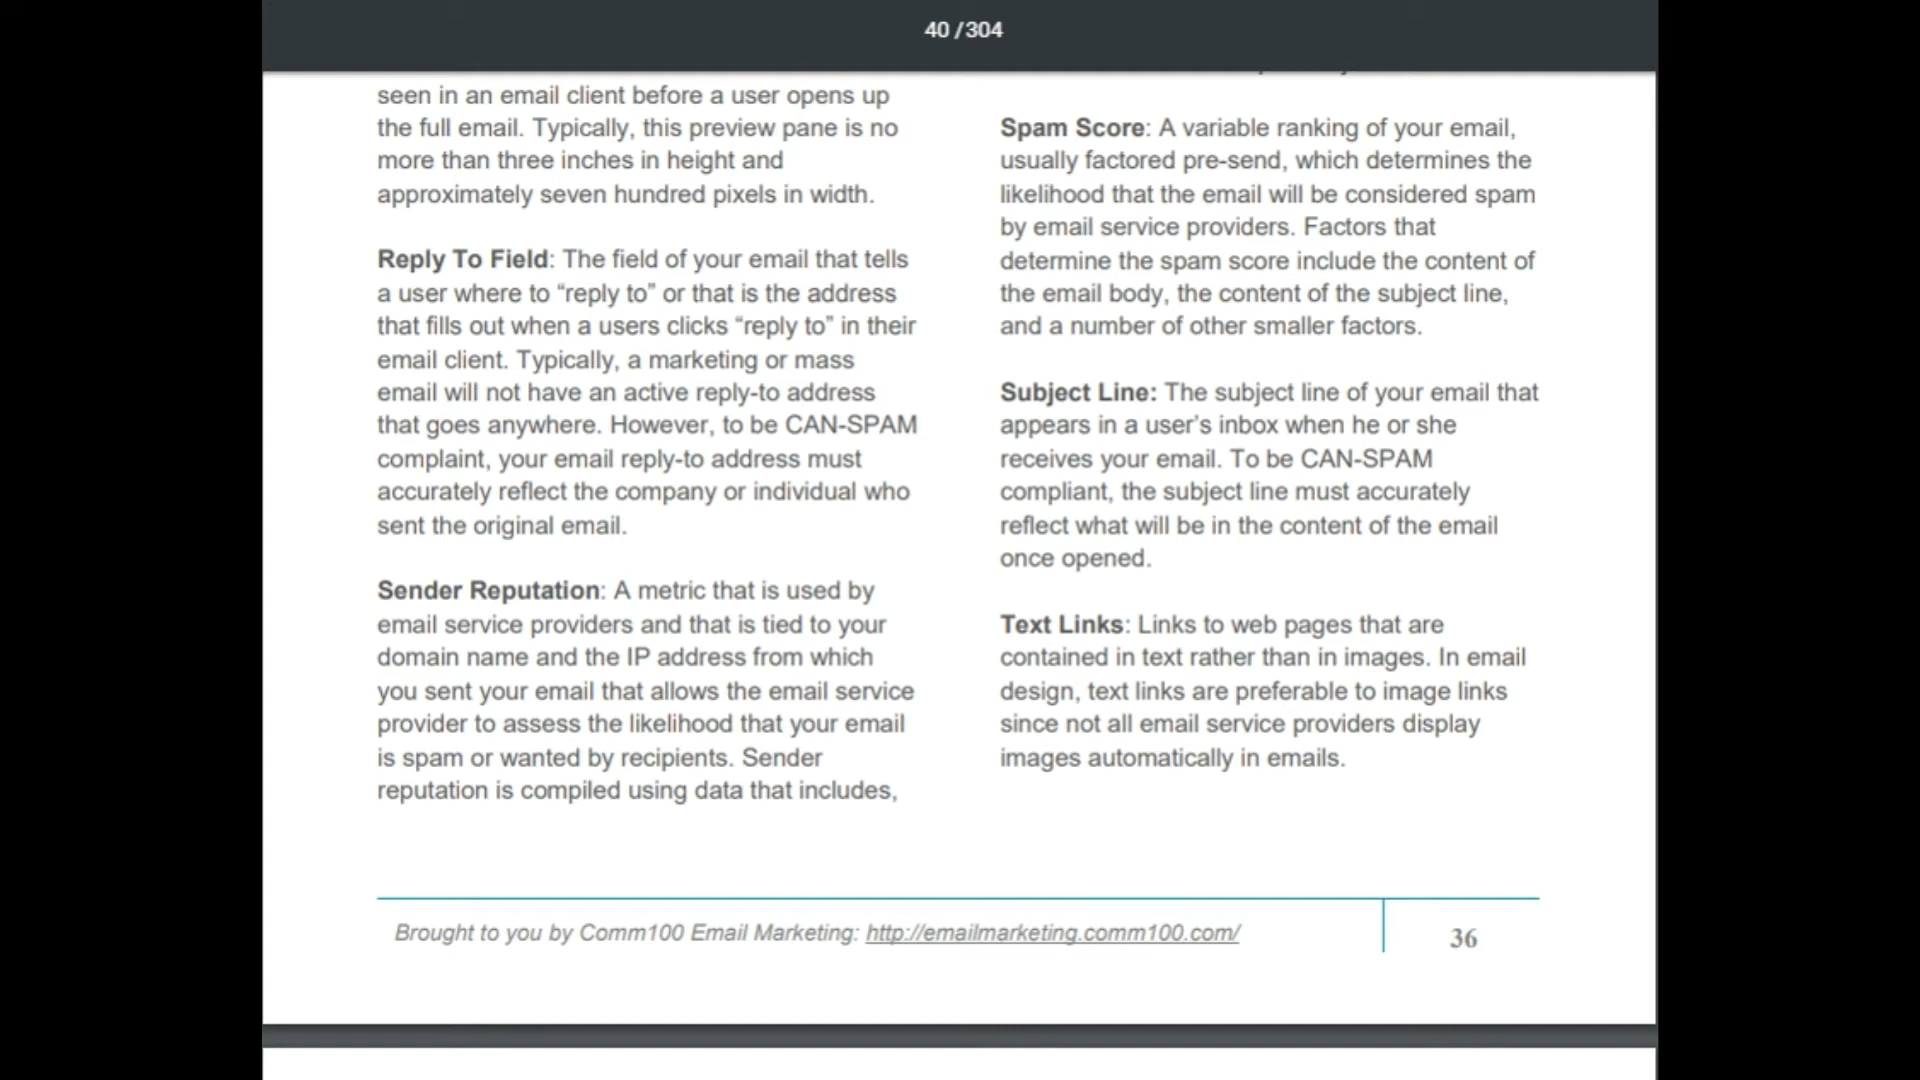 40 / 304
seen in an email client before a user opens up
the full email. Typically, this preview pane is no
more than three inches in height and
approximately seven hundred pixels in width.
Reply To Field: The field of your email that tells
a user where to “reply to” or that is the address
that fills out when a users clicks “reply to” in their
email client. Typically, a marketing or mass
email will not have an active reply-to address
that goes anywhere. However, to be CAN-SPAM
complaint, your email reply-to address must
accurately reflect the company or individual who
sent the original email.
Sender Reputation: A metric that is used by
email service providers and that is tied to your
domain name and the IP address from which
you sent your email that allows the email service
provider to assess the likelihood that your email
is spam or wanted by recipients. Sender
reputation is compiled using data that includes,
Spam Score: A variable ranking of your email,
usually factored pre-send, which determines the
likelihood that the email will be considered spam
by email service providers. Factors that
determine the spam score include the content of
the email body, the content of the subject line,
and a number of other smaller factors.
Subject Line: The subject line of your email that
appears in a user’s inbox when he or she
receives your email. To be CAN-SPAM
compliant, the subject line must accurately
reflect what will be in the content of the email
once opened.
Text Links: Links to web pages that are
contained in text rather than in images. In email
design, text links are preferable to image links
since not all email service providers display
images automatically in emails.
Brought to you by Comm100 Email Marketing: http://emailmarketing.comm100.com/
36